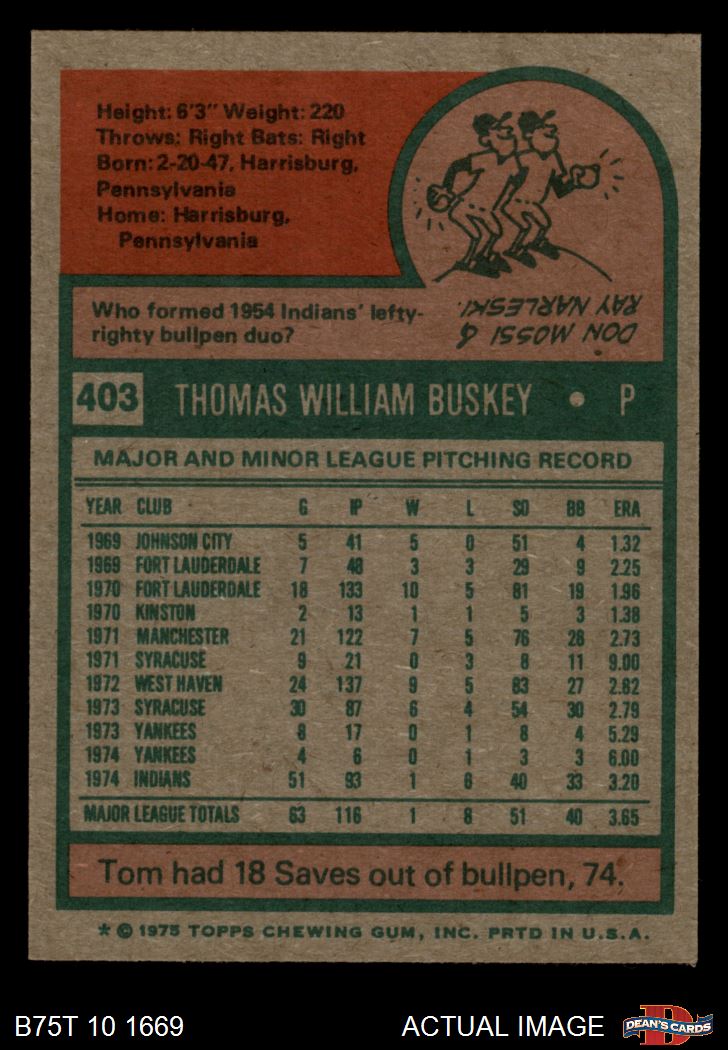 Height: 6'3" Weight: 220
Throws: Right Bats: Right
Born: 2-20-47, Harrisburg,
Pennsylvania
Home: Harrisburg,
Pennsylvania
Who formed 1954 Indians' lefty-
righty bullpen duo?
DON MOSSI &
RAY NARLESKI.
403 THOMAS WILLIAM BUSKEY • P
MAJOR AND MINOR LEAGUE PITCHING RECORD
YEAR CLUB G IP W L SO BB ERA
1969 JOHNSON CITY 5 41 5 0 51 4 1.32
1969 FORT LAUDERDALE 7 48 3 3 29 9 2.25
1970 FORT LAUDERDALE 18 133 10 5 81 19 1.96
1970 KINSTON 2 13 1 1 5 3 1.38
1971 MANCHESTER 21 122 7 5 76 28 2.73
1971 SYRACUSE 9 21 0 3 8 11 9.00
1972 WEST HAVEN 24 137 9 5 83 27 2.82
1973 SYRACUSE 30 87 6 4 54 30 2.79
1973 YANKEES 8 17 0 1 8 4 5.29
1974 YANKEES 4 6 0 1 3 3 6.00
1974 INDIANS 51 93 1 6 40 33 3.20
MAJOR LEAGUE TOTALS 63 116 1 8 51 40 3.65
Tom had 18 Saves out of bullpen, 74.
* © 1975 TOPPS CHEWING GUM, INC. PRTD IN U.S.A.
B75T 10 1669 ACTUAL IMAGE
D
DEAN'S CARDS